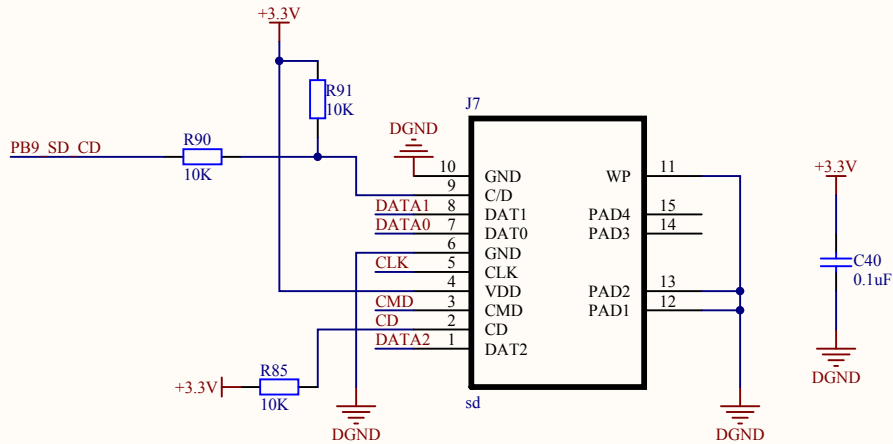 +3.3V
R91
10K
J7
DGND
R90
PB9_SD_CD
10K
10 GND
9 C/D
DATA1 8 DAT1
DATA0 7 DAT0
6 GND
CLK 5 CLK
4 VDD
CMD 3 CMD
CD 2 CD
DATA2 1 DAT2
WP 11
PAD4 15
PAD3 14
PAD2 13
PAD1 12
+3.3V
C40
0.1uF
DGND
R85
+3.3V
10K
sd
DGND
DGND